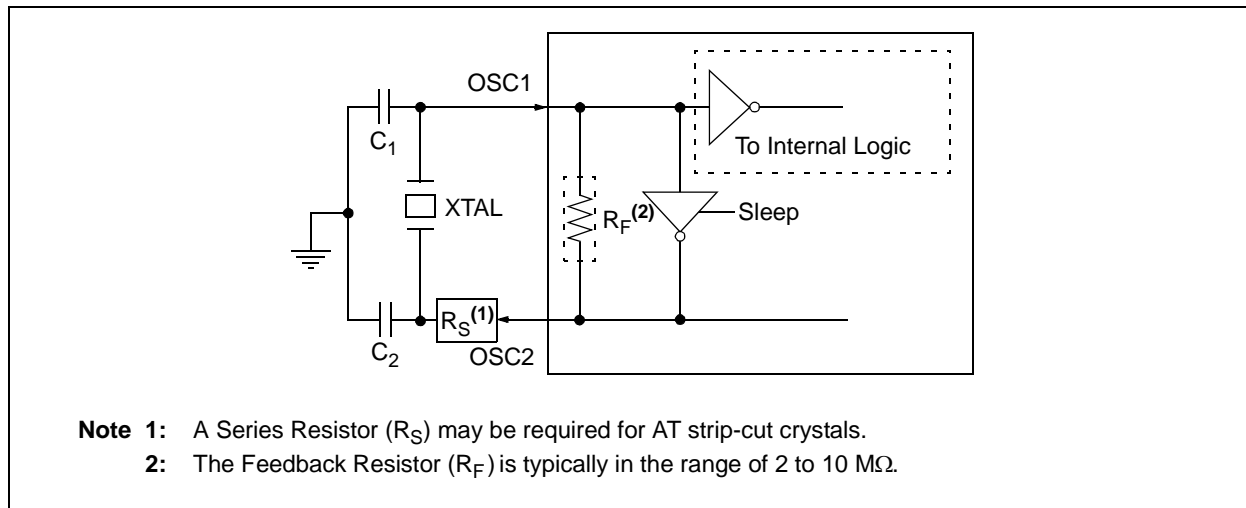 OSC1
C1
To Internal Logic
XTAL
RF(2)
Sleep
RS(1)
C2
OSC2
Note 1: A Series Resistor (RS) may be required for AT strip-cut crystals.
2: The Feedback Resistor (RF) is typically in the range of 2 to 10 MΩ.